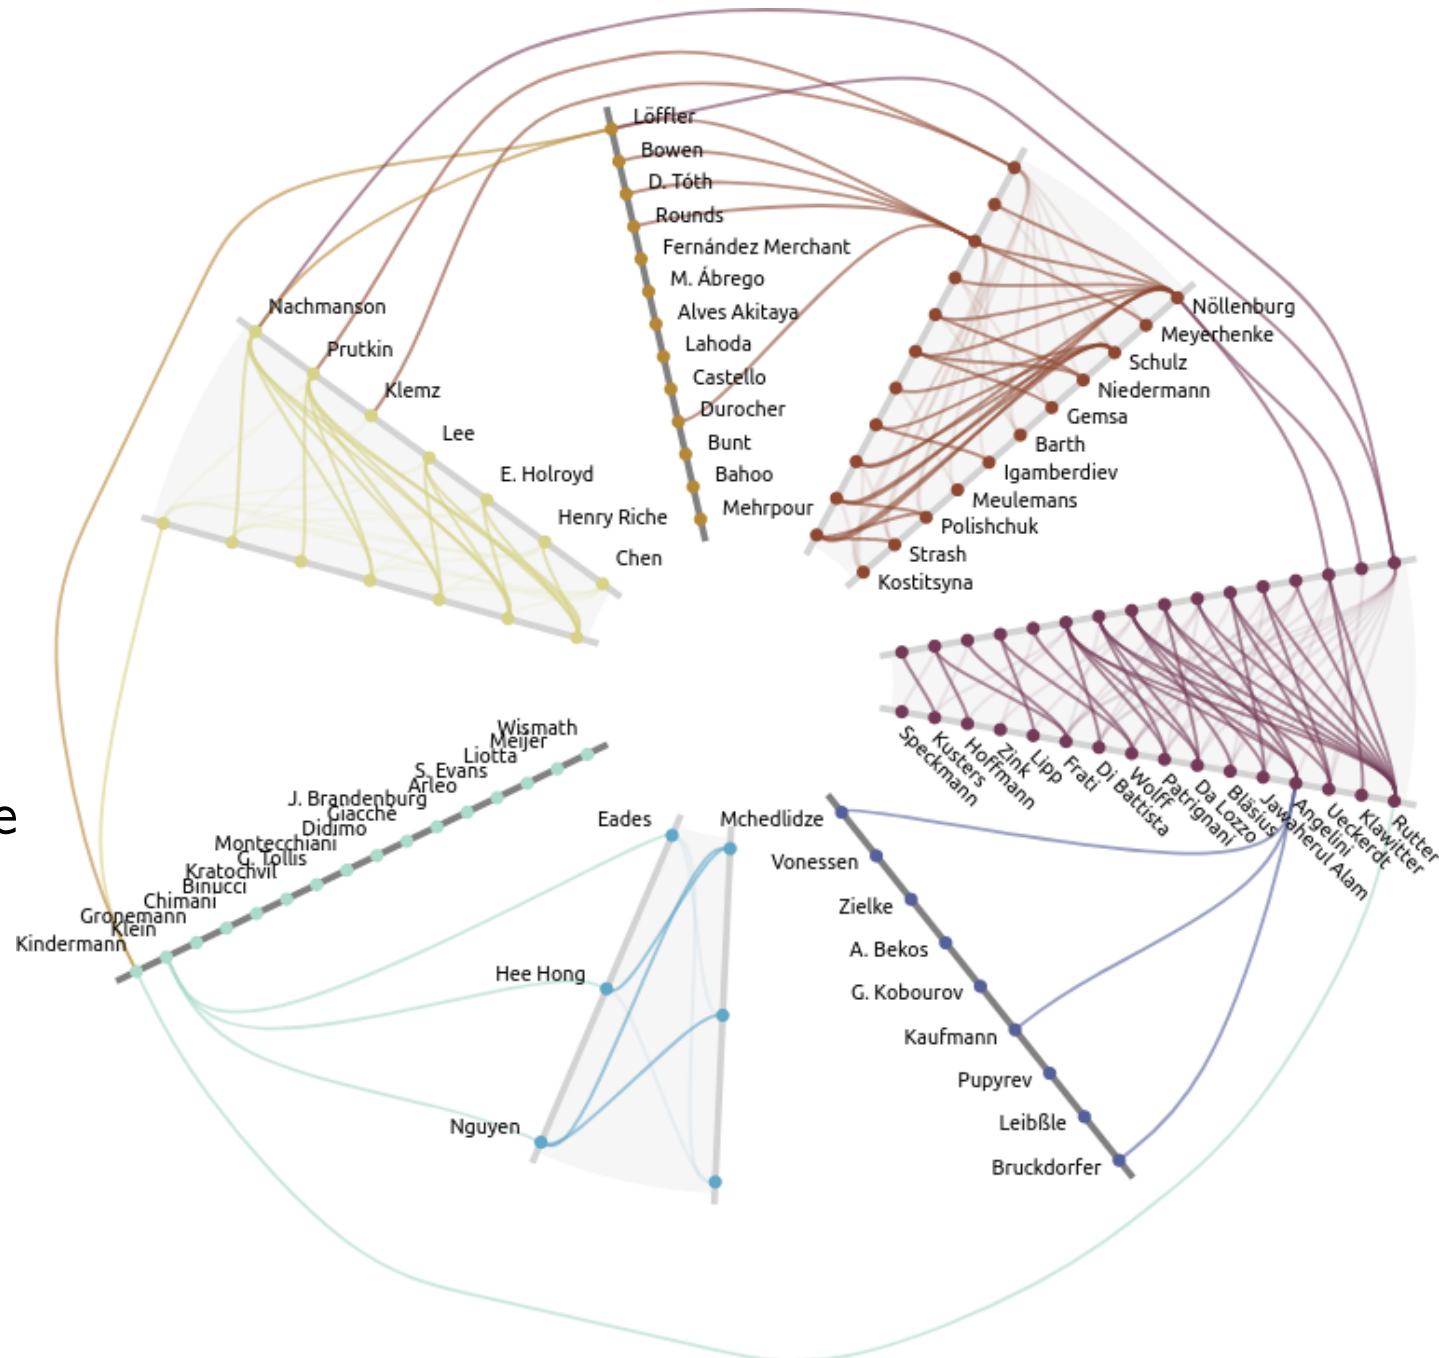 Löffler
Bowen
D. Tóth
Rounds
Fernández Merchant
M. Ábrego
Alves Akitaya
Lahoda
Castello
Durocher
Bunt
Bahoo
Mehrpour
Nachmanson
Prutkin
Klemz
Lee
E. Holroyd
Henry Riche
Chen
Nöllenburg
Meyerhenke
Schulz
Niedermann
Gemsa
Barth
Igamberdiev
Meulemans
Polishchuk
Strash
Kostitsyna
Speckmann
Kusters
Hoffmann
Zink
Lipp
Frati
Di Battista
Wolff
Patrignani
Da Lozzo
Bläsius
Jawaherul Alam
Angelini
Ueckerdt
Klawitter
Rutter
Wismath
Meijer
Liotta
S. Evans
Arleo
J. Brandenburg
Giacchè
Didimo
Montecchiani
G. Tollis
Kratochvíl
Binucci
Chimani
Gronemann
Klein
Kindermann
e
Eades
Hee Hong
Nguyen
Mchedlidze
Vonessen
Zielke
A. Bekos
G. Kobourov
Kaufmann
Pupyrev
Leibßle
Bruckdorfer